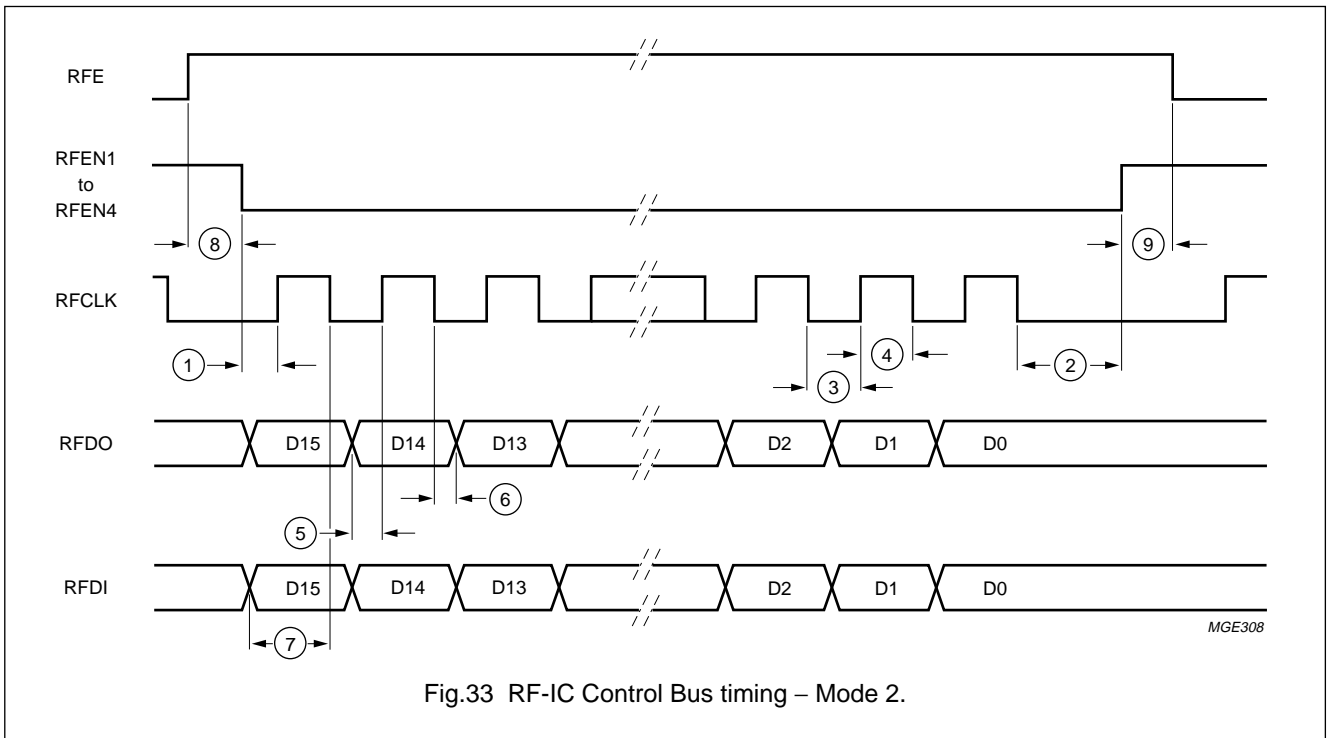 RFE
RFEN1
to
RFEN4
8
9
RFCLK
1
4
3
2
RFDO
D15
D14
D13
D2
D1
D0
6
5
RFDI
D15
D14
D13
D2
D1
D0
7
MGE308
Fig.33 RF-IC Control Bus timing − Mode 2.